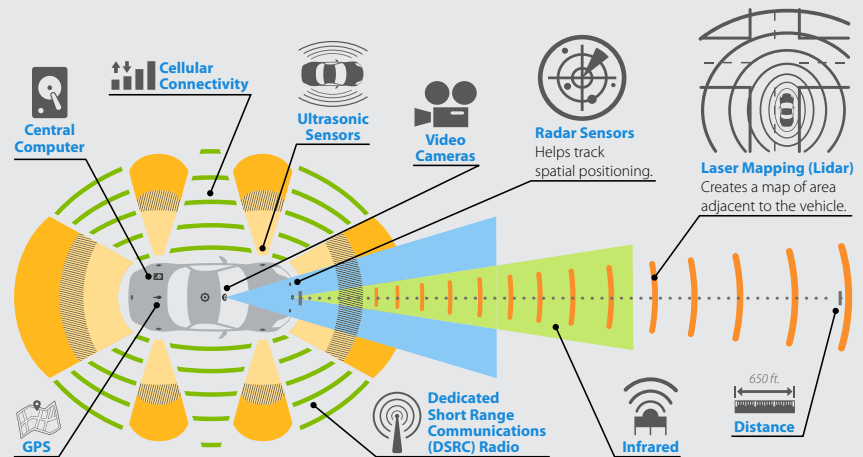 Cellular
Connectivity
Central
Computer
Ultrasonic
Sensors
Video
Cameras
Radar Sensors
Helps track
spatial positioning.
Laser Mapping (Lidar)
Creates a map of area
adjacent to the vehicle.
GPS
Dedicated
Short Range
Communications
(DSRC) Radio
Infrared
650 ft.
Distance